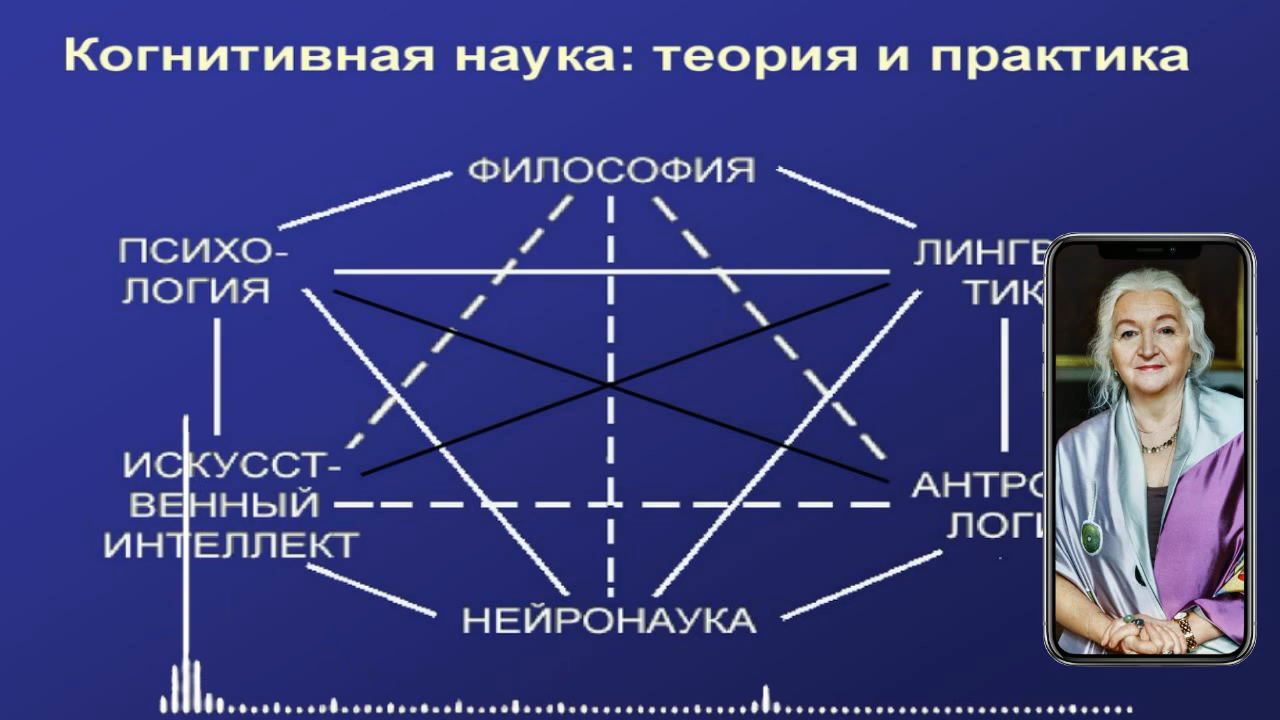 Когнитивная наука: теория и практика
ФИЛОСОФИЯ
ПСИХО-
ЛОГИЯ
ИСКУССТ-
ВЕННЫЙ
ИНТЕЛЛЕКТ
НЕЙРОНАУКА